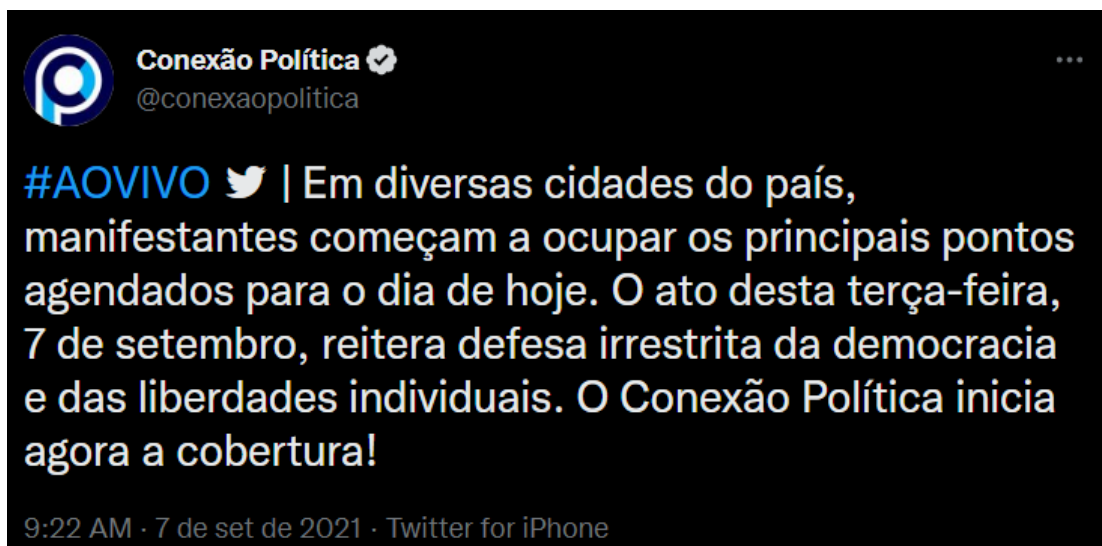 Conexão Política
@conexaopolitica
#AOVIVO | Em diversas cidades do país,
manifestantes começam a ocupar os principais pontos
agendados para o dia de hoje. O ato desta terça-feira,
7 de setembro, reitera defesa irrestrita da democracia
e das liberdades individuais. O Conexão Política inicia
agora a cobertura!
9:22 AM · 7 de set de 2021 · Twitter for iPhone